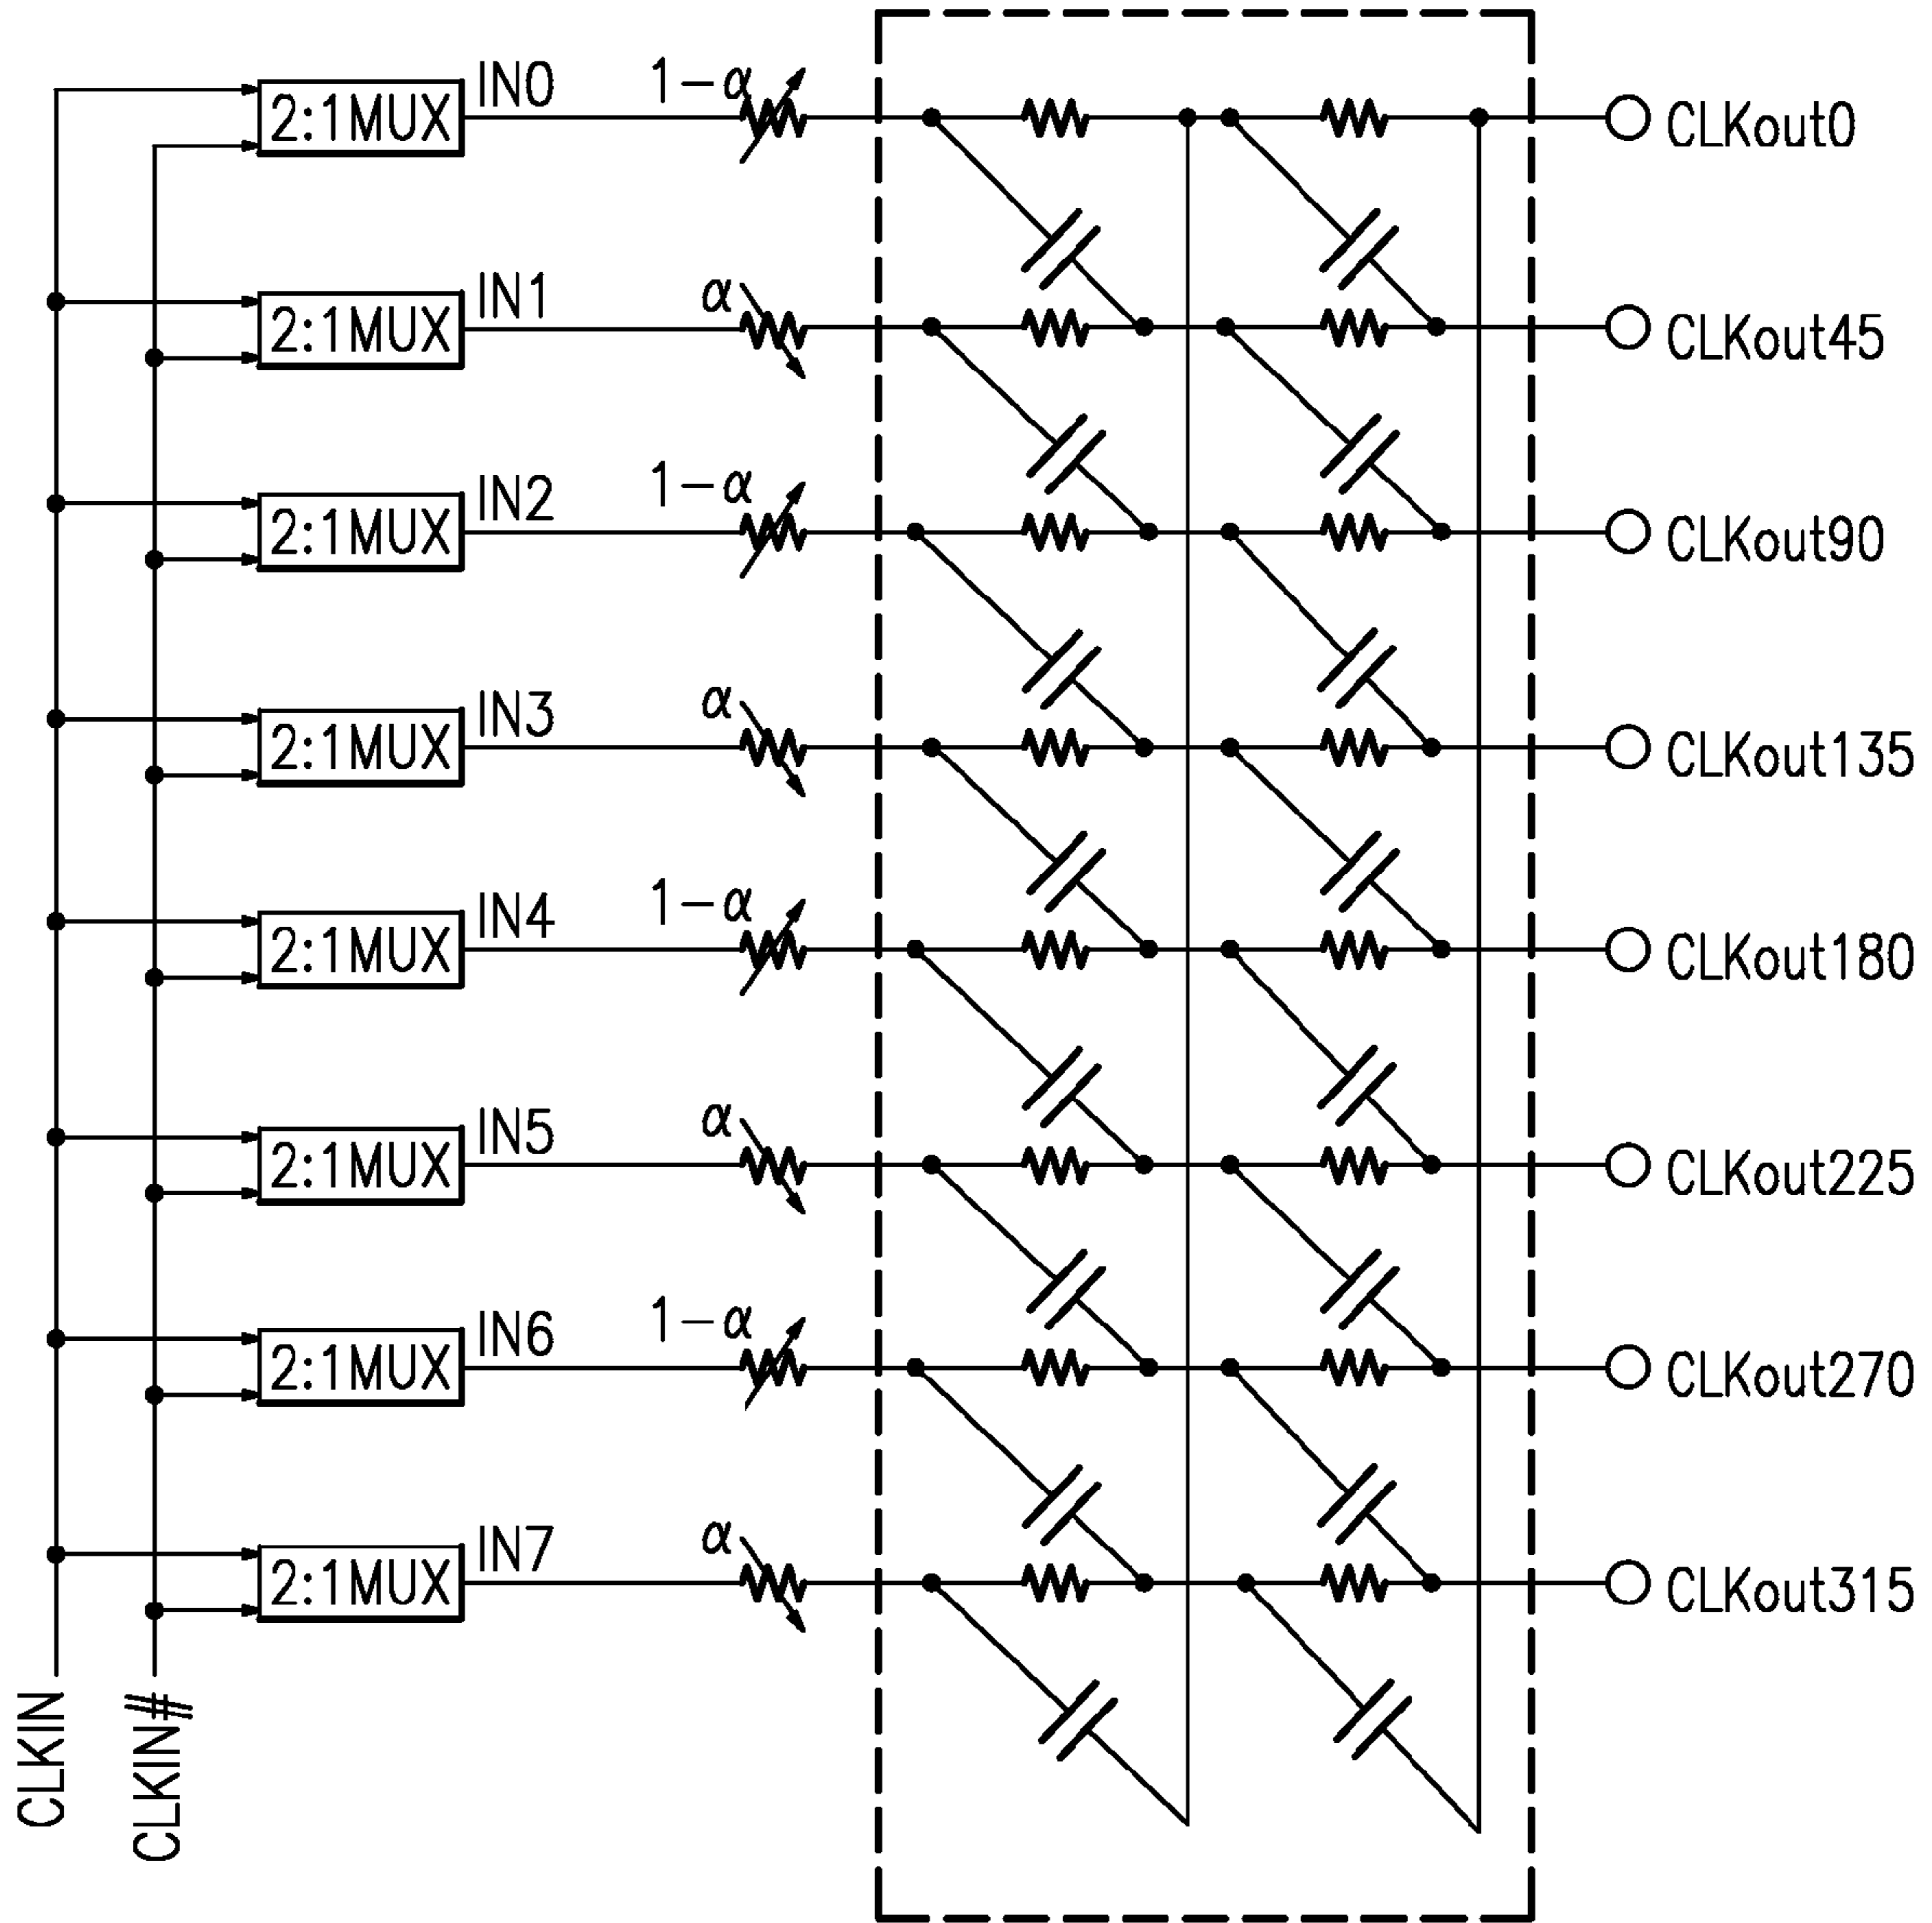 IN0
1-α
2:1MUX
CLKout0
IN1
α
2:1MUX
CLKout45
IN2
1-α
2:1MUX
CLKout90
IN3
α
2:1MUX
CLKout135
IN4
1-α
2:1MUX
CLKout180
IN5
α
2:1MUX
CLKout225
IN6
1-α
2:1MUX
CLKout270
IN7
α
2:1MUX
CLKout315
CLKIN
CLKIN#